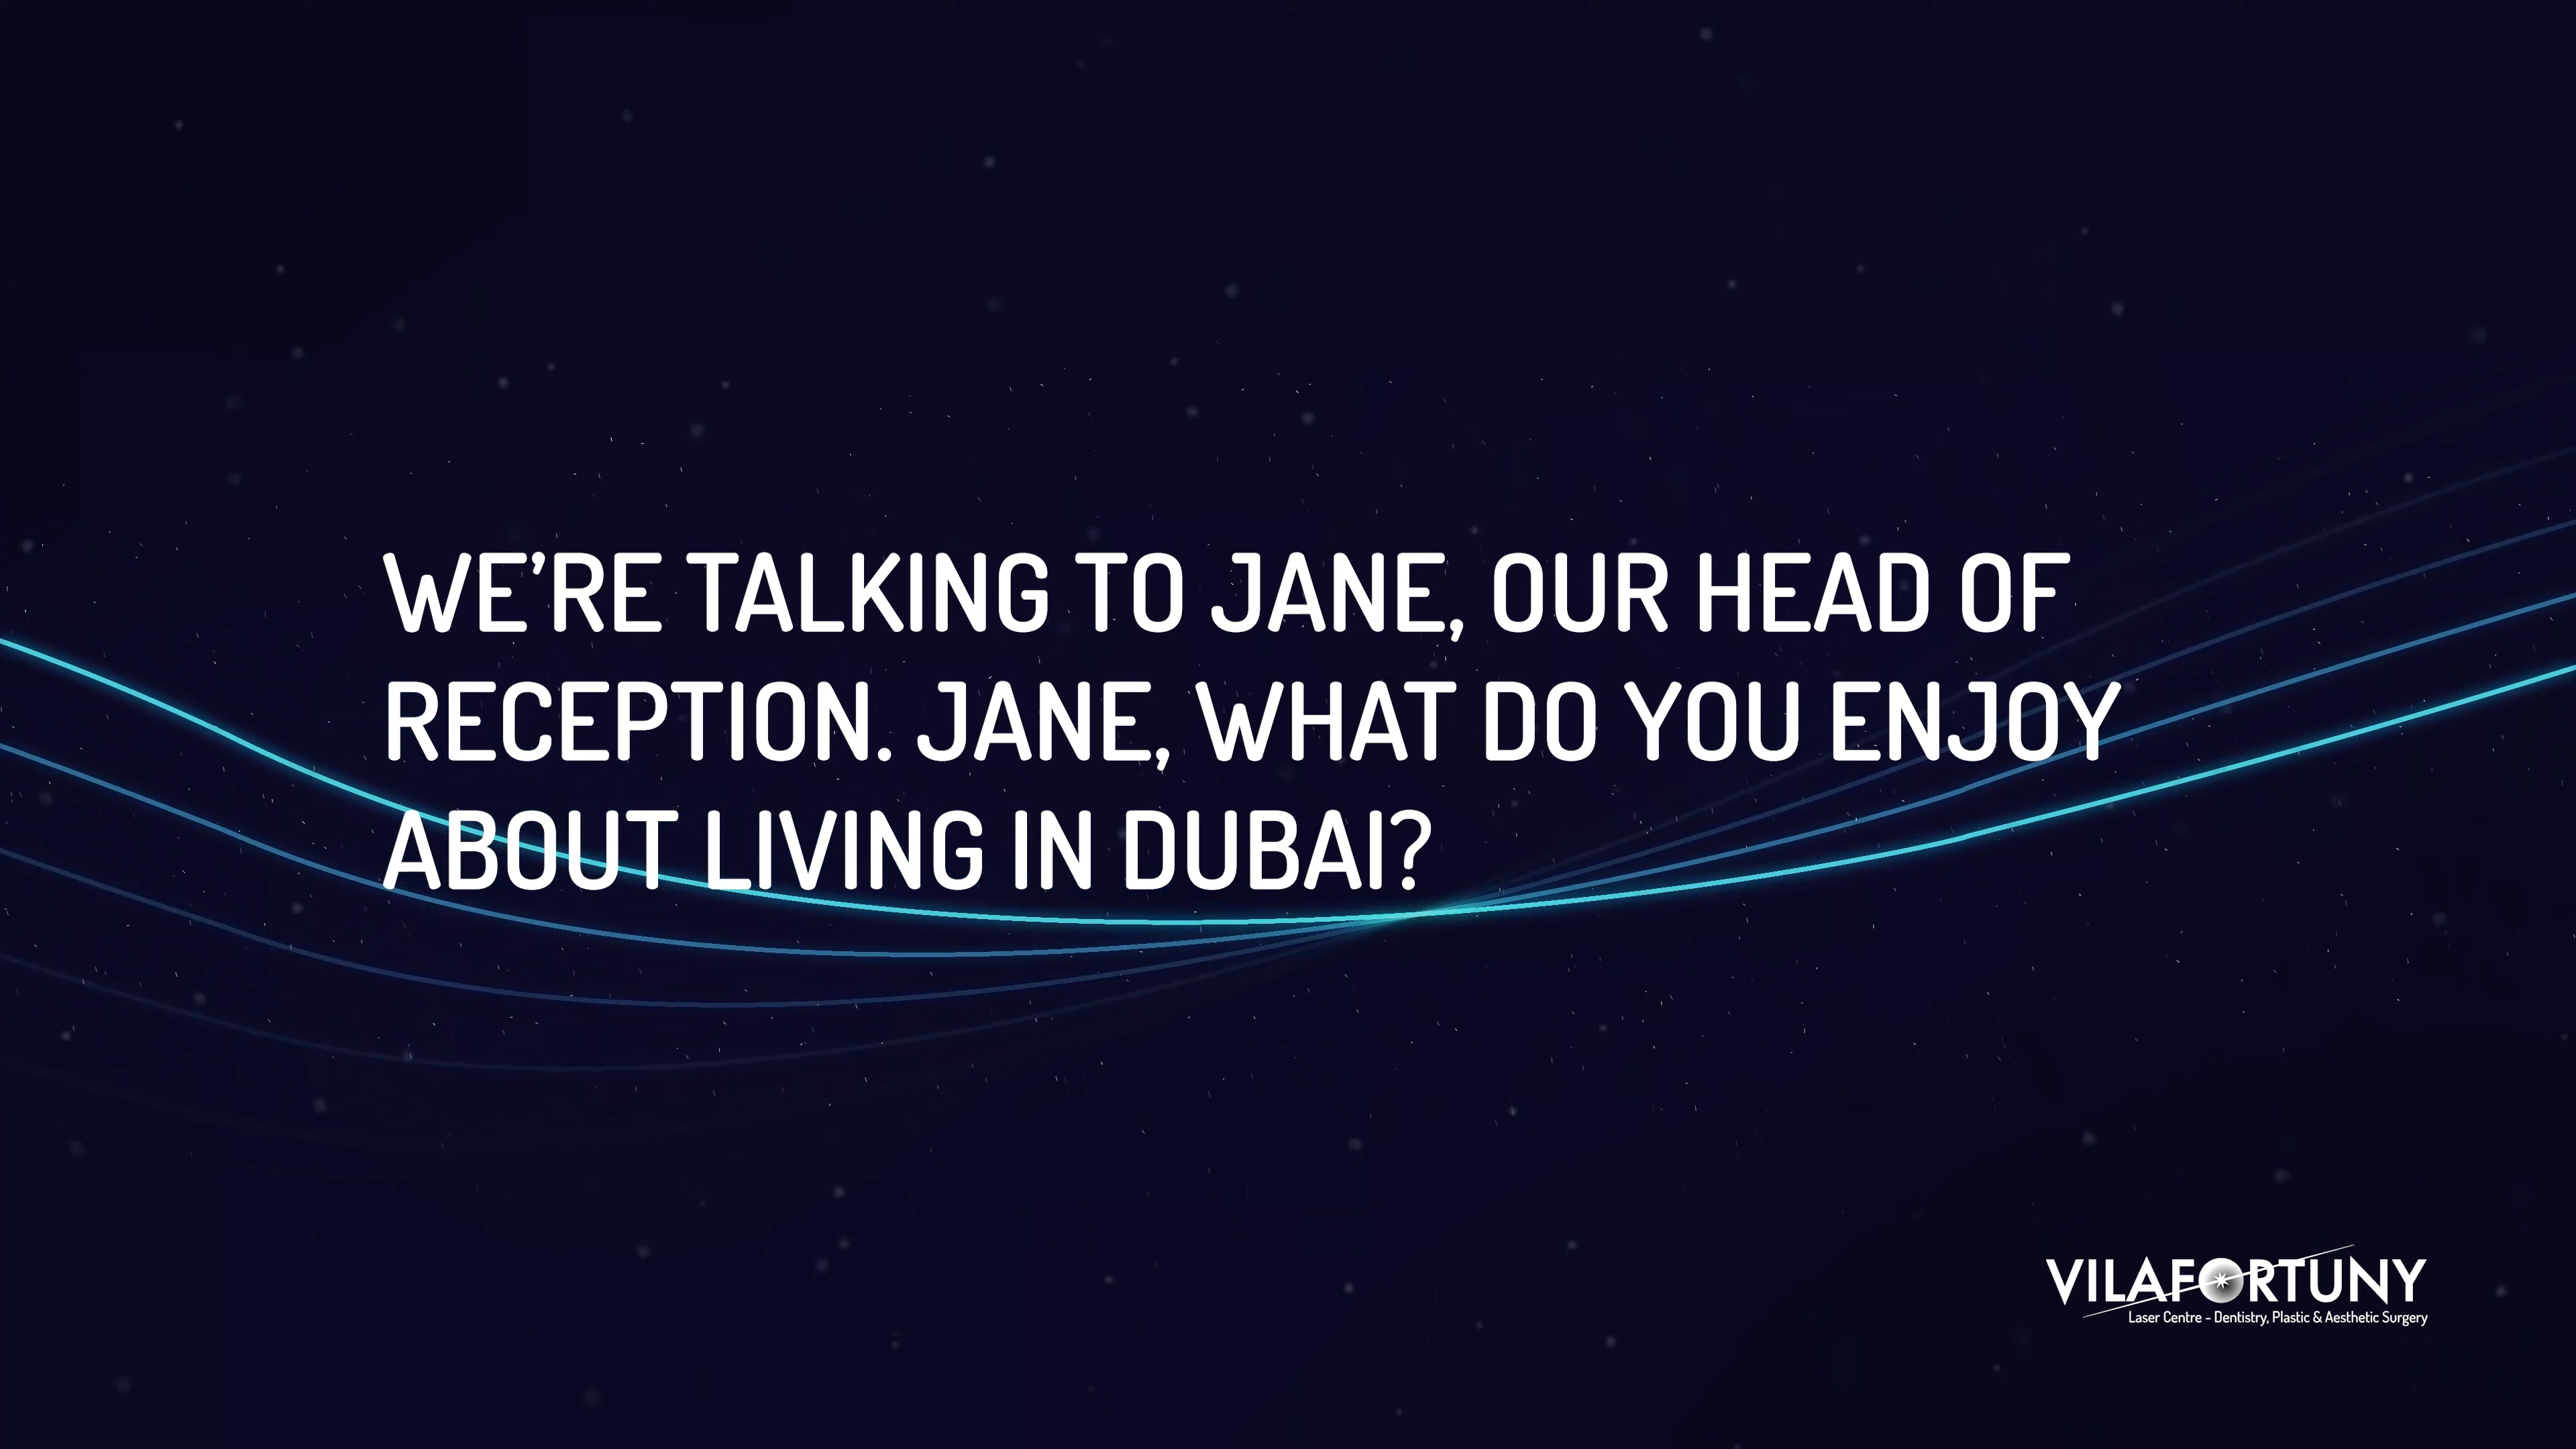 WE’RE TALKING TO JANE, OUR HEAD OF
RECEPTION. JANE, WHAT DO YOU ENJOY
ABOUT LIVING IN DUBAI?
VILAFORTUNY
Laser Centre - Dentistry, Plastic & Aesthetic Surgery